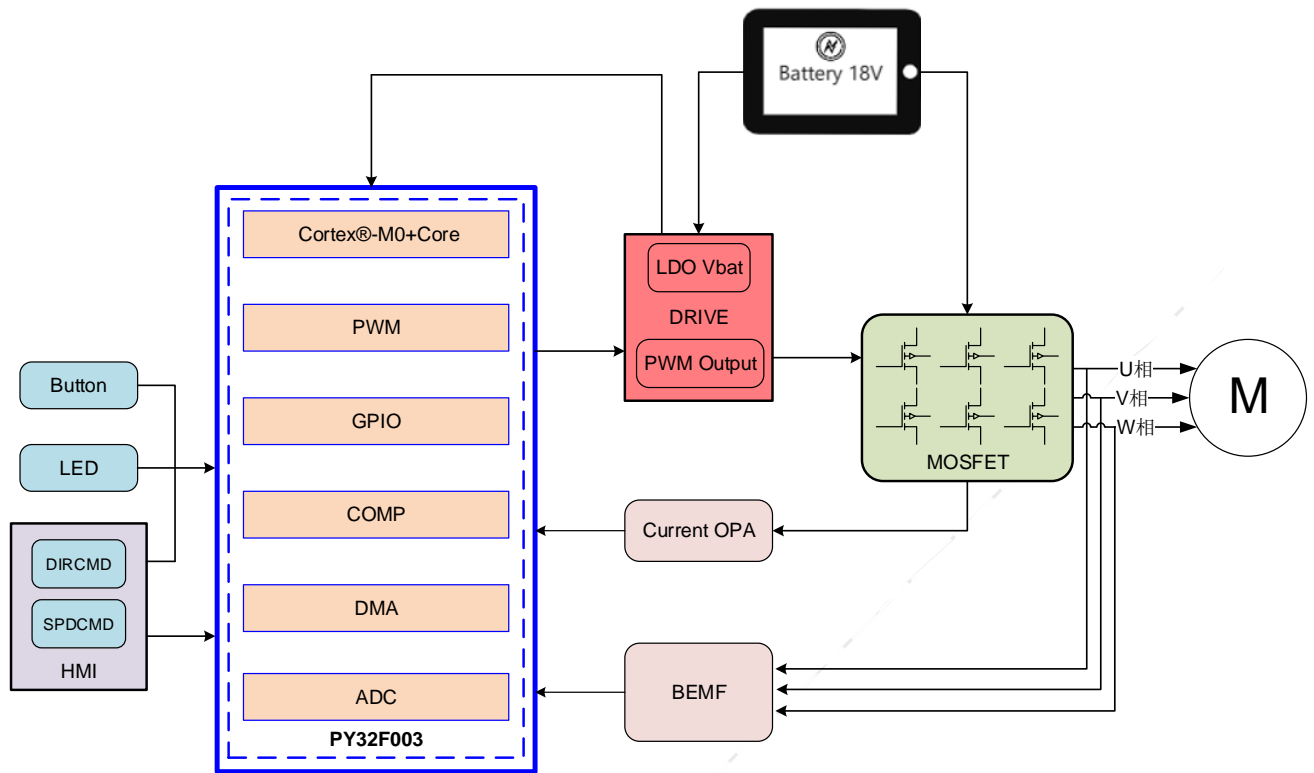 Battery 18V
Cortex®-M0+Core
PWM
GPIO
COMP
DMA
ADC
PY32F003
Button
LED
DIRCMD
SPDCMD
HMI
LDO Vbat
DRIVE
PWM Output
MOSFET
U相
V相
W相
M
Current OPA
BEMF